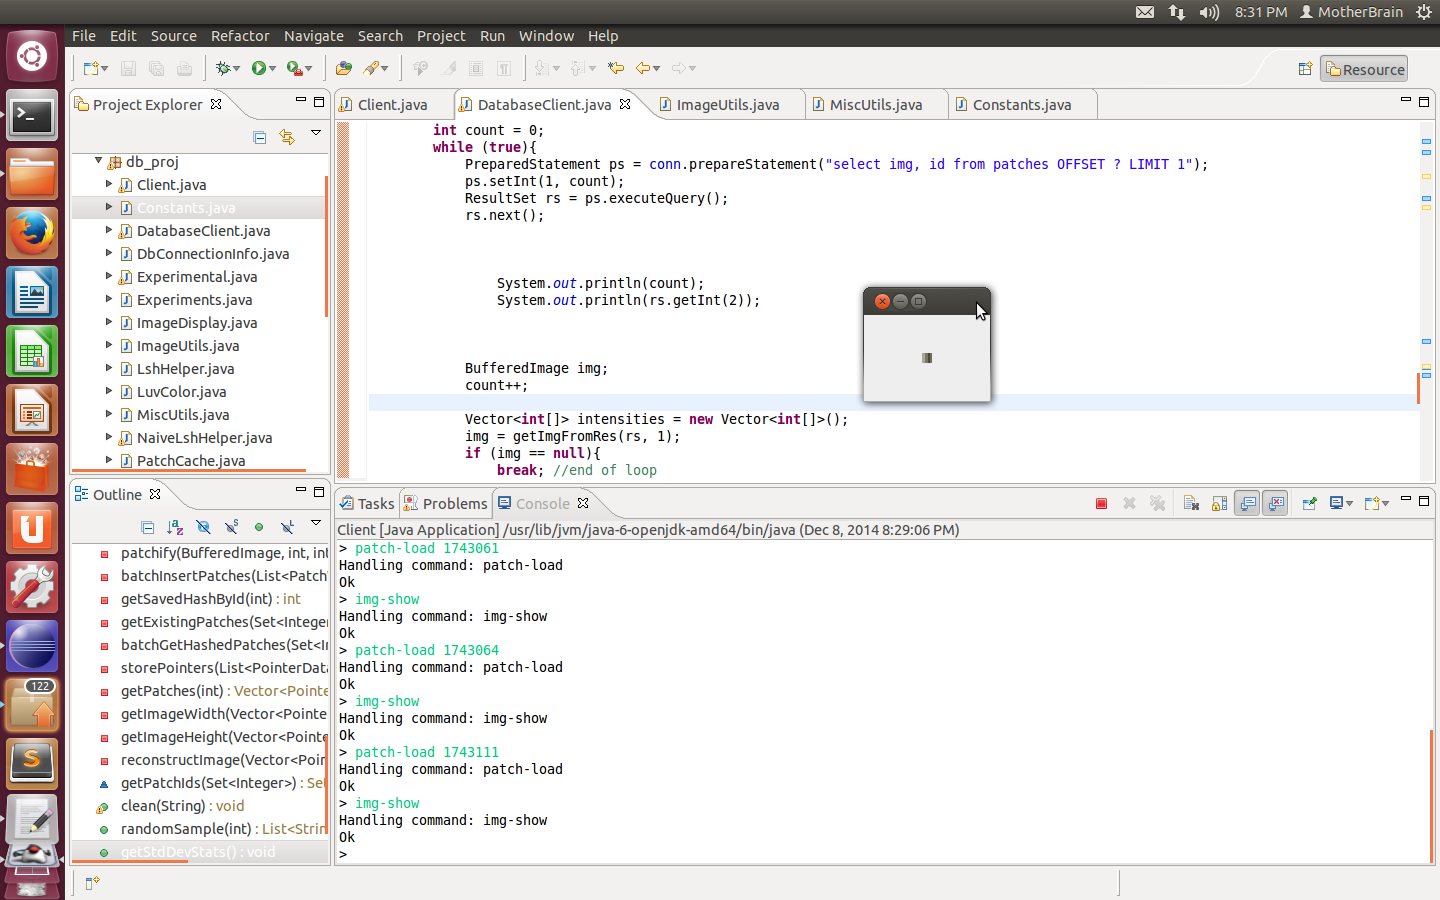 8:31 PM MotherBrain
File Edit Source Refactor Navigate Search Project Run Window Help
Resource
Project Explorer
db_proj
Client.java
Constants.java
DatabaseClient.java
DbConnectionInfo.java
Experimental.java
Experiments.java
ImageDisplay.java
ImageUtils.java
LshHelper.java
LuvColor.java
MiscUtils.java
NaiveLshHelper.java
PatchCache.java
Client.java DatabaseClient.java ImageUtils.java MiscUtils.java Constants.java
int count = 0;
while (true){
PreparedStatement ps = conn.prepareStatement("select img, id from patches OFFSET ? LIMIT 1");
ps.setInt(1, count);
ResultSet rs = ps.executeQuery();
rs.next();
System.out.println(count);
System.out.println(rs.getInt(2));
BufferedImage img;
count++;
Vector<int[]> intensities = new Vector<int[]>();
img = getImgFromRes(rs, 1);
if (img == null){
break; //end of loop
Outline
patchify(BufferedImage, int, int
batchInsertPatches(List<Patch
getSavedHashById(int) : int
getExistingPatches(Set<Integer
batchGetHashedPatches(Set<In
storePointers(List<PointerData
getPatches(int) : Vector<Pointe
getImageWidth(Vector<Pointe
getImageHeight(Vector<Pointe
reconstructImage(Vector<Poin
getPatchIds(Set<Integer>) : Set
clean(String) : void
randomSample(int) : List<Strin
getStdDevStats() : void
Tasks Problems Console
Client [Java Application] /usr/lib/jvm/java-6-openjdk-amd64/bin/java (Dec 8, 2014 8:29:06 PM)
> patch-load 1743061
Handling command: patch-load
Ok
> img-show
Handling command: img-show
Ok
> patch-load 1743064
Handling command: patch-load
Ok
> img-show
Handling command: img-show
Ok
> patch-load 1743111
Handling command: patch-load
Ok
> img-show
Handling command: img-show
Ok
>
122